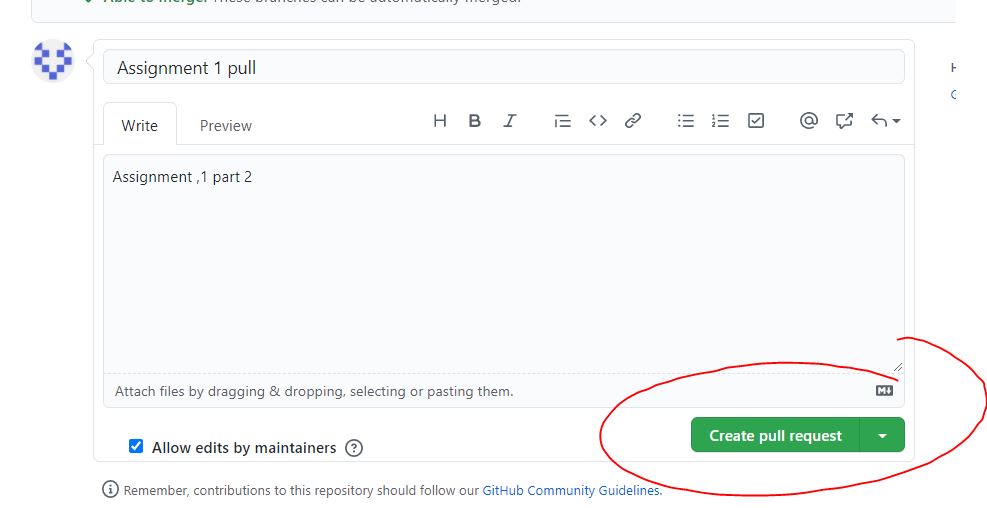 Able to merge. These branches can be automatically merged.
Assignment 1 pull
Write Preview H B I @
Assignment ,1 part 2
Attach files by dragging & dropping, selecting or pasting them. M↓
Create pull request
Allow edits by maintainers ?
Remember, contributions to this repository should follow our GitHub Community Guidelines.